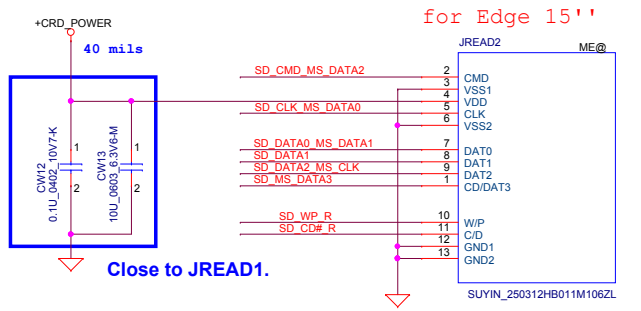 for Edge 15''
+CRD_POWER
40 mils
JREAD2
ME@
SD_CMD_MS_DATA2
2
CMD
3
VSS1
4
VDD
SD_CLK_MS_DATA0
5
CLK
6
VSS2
SD_DATA0_MS_DATA1
7
DAT0
SD_DATA1
8
DAT1
SD_DATA2_MS_CLK
9
DAT2
SD_MS_DATA3
1
CD/DAT3
SD_WP_R
10
W/P
SD_CD#_R
11
C/D
12
GND1
13
GND2
SUYIN_250312HB011M106ZL
CW12
0.1U_0402_10V7-K
1
2
CW13
10U_0603_6.3V6-M
1
2
Close to JREAD1.